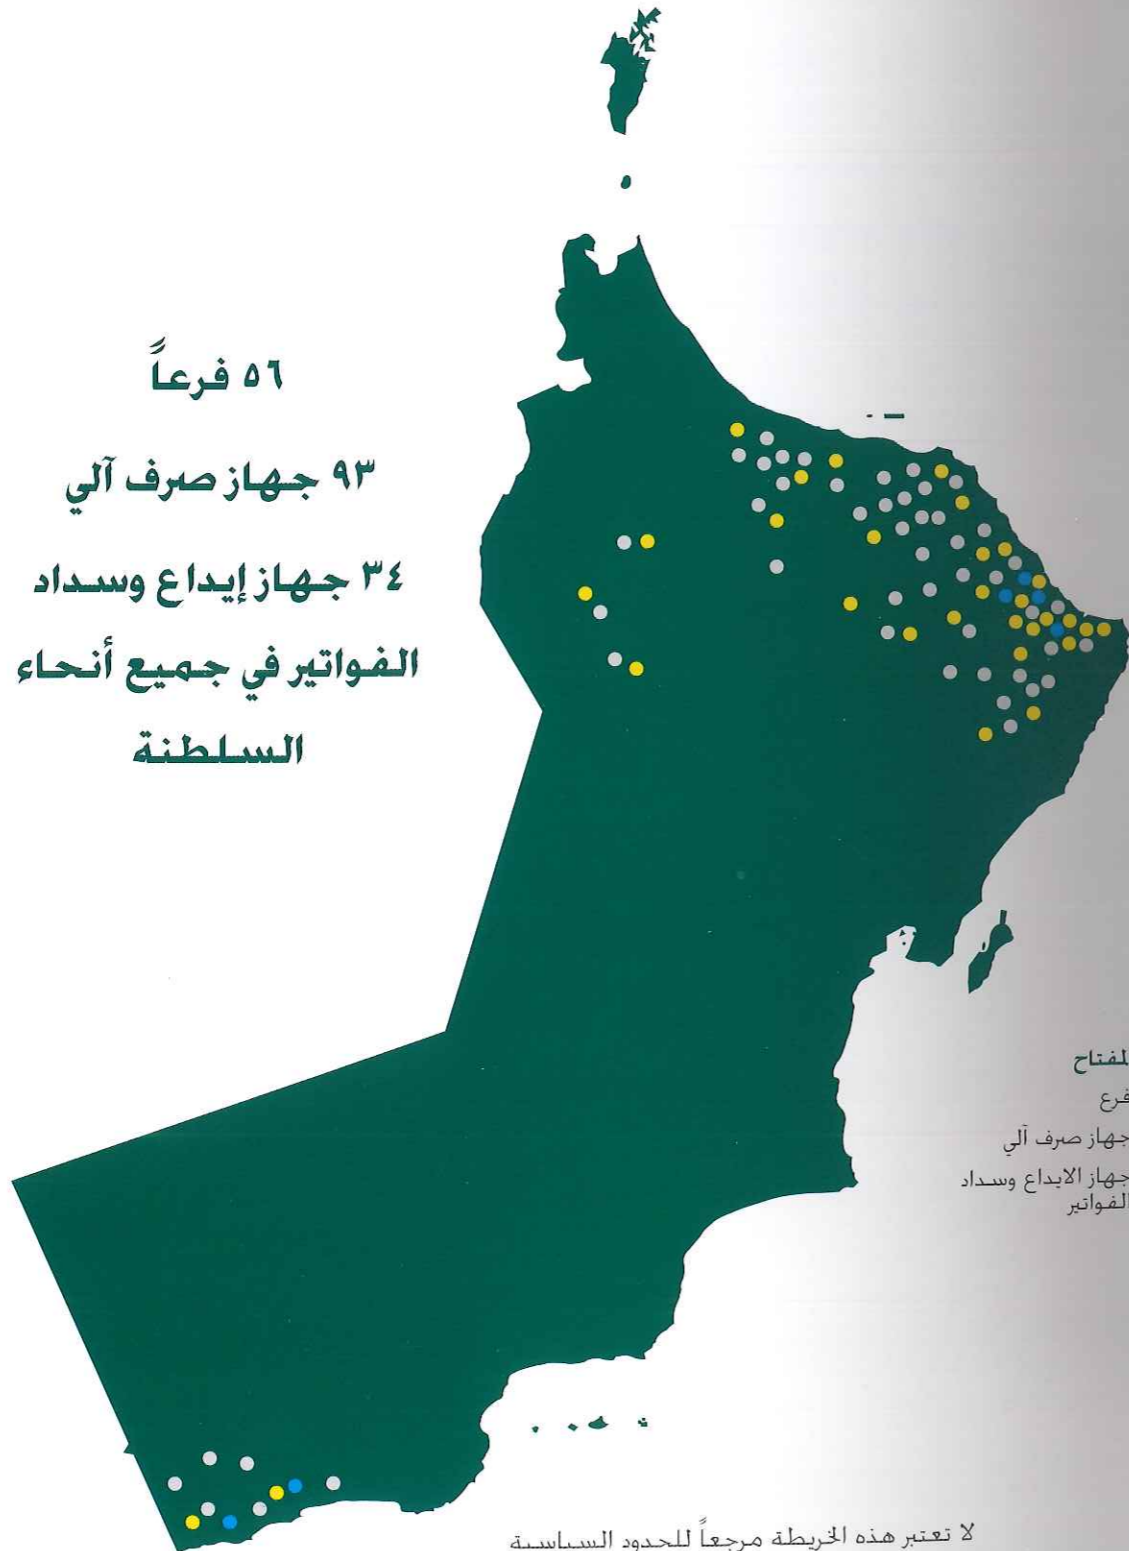 ٥٦ فرعاً
٩٣ جهاز صرف آلي
٣٤ جهاز إيداع وسداد
الفواتير في جميع أنحاء
السلطنة
لمفتاح
فرع
جهاز صرف آلي
جهاز الايداع وسداد
الفواتير
لا تعتبر هذه الخريطة مرجعاً للحدود السياسية